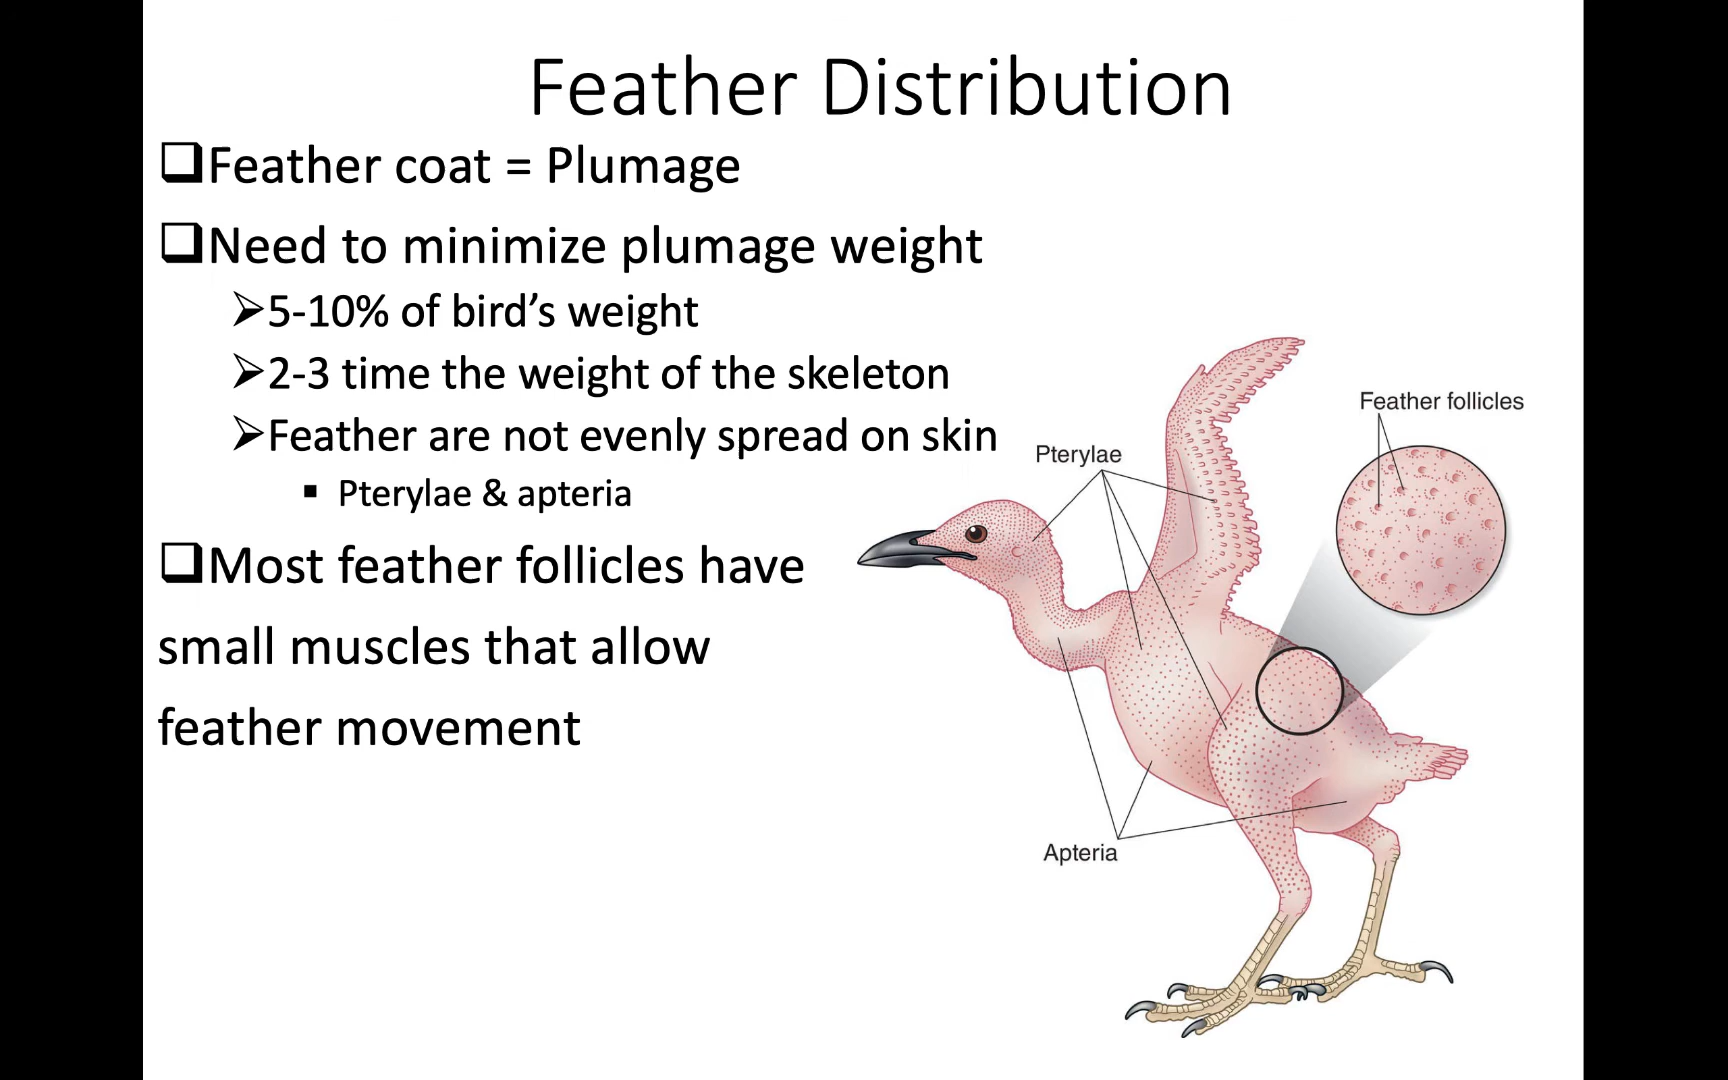 Feather Distribution
❑Feather coat = Plumage
❑Need to minimize plumage weight
➢5-10% of bird’s weight
➢2-3 time the weight of the skeleton
➢Feather are not evenly spread on skin
▪ Pterylae & apteria
❑Most feather follicles have
small muscles that allow
feather movement
Feather follicles
Pterylae
Apteria